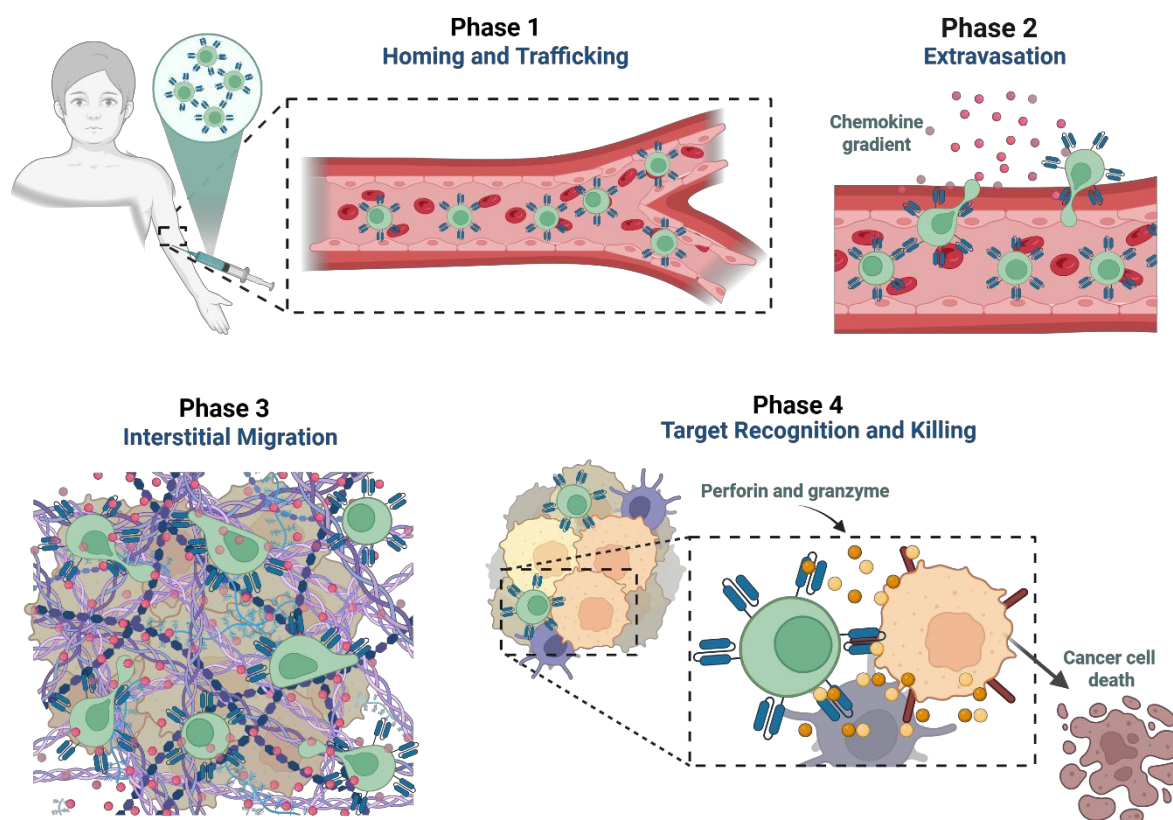 Phase 1
Homing and Trafficking
Phase 2
Extravasation
Chemokine
gradient
Phase 3
Interstitial Migration
Phase 4
Target Recognition and Killing
Perforin and granzyme
Cancer cell
death